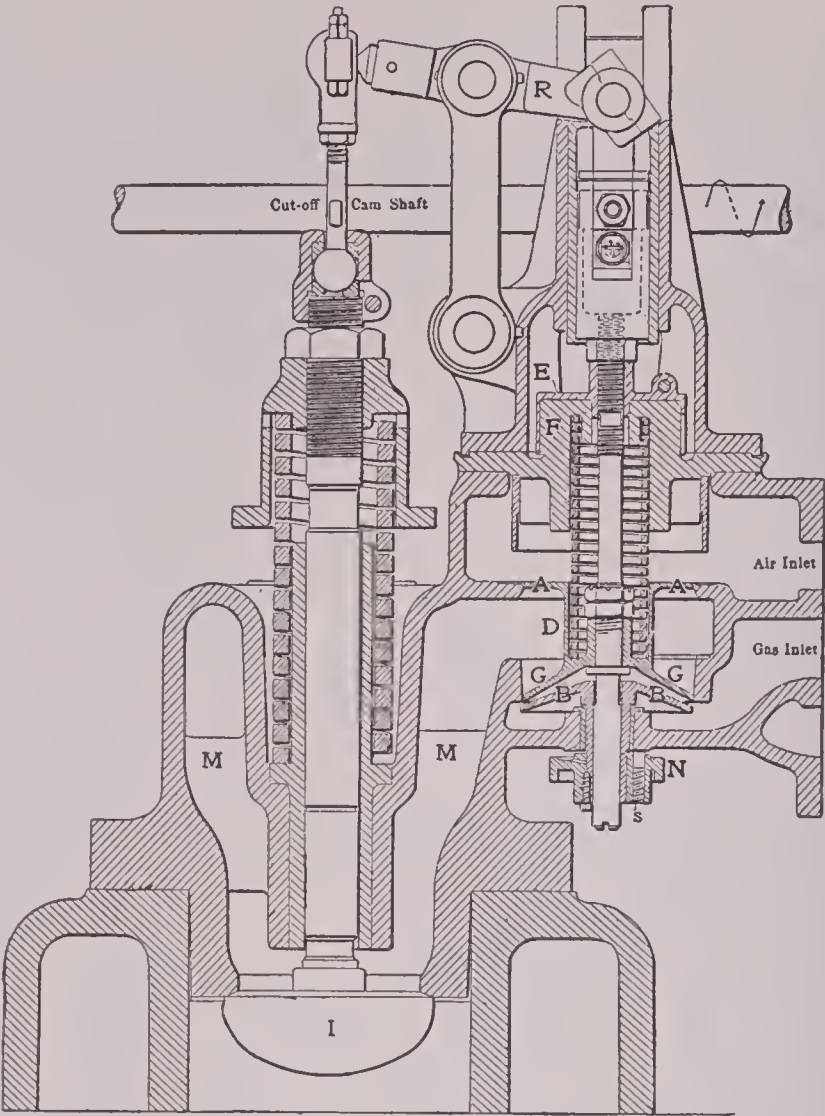 R
Cut-off Cam Shaft
E
F
Air Inlet
A A
D
Gas Inlet
G G
B B
M M
N
s
I